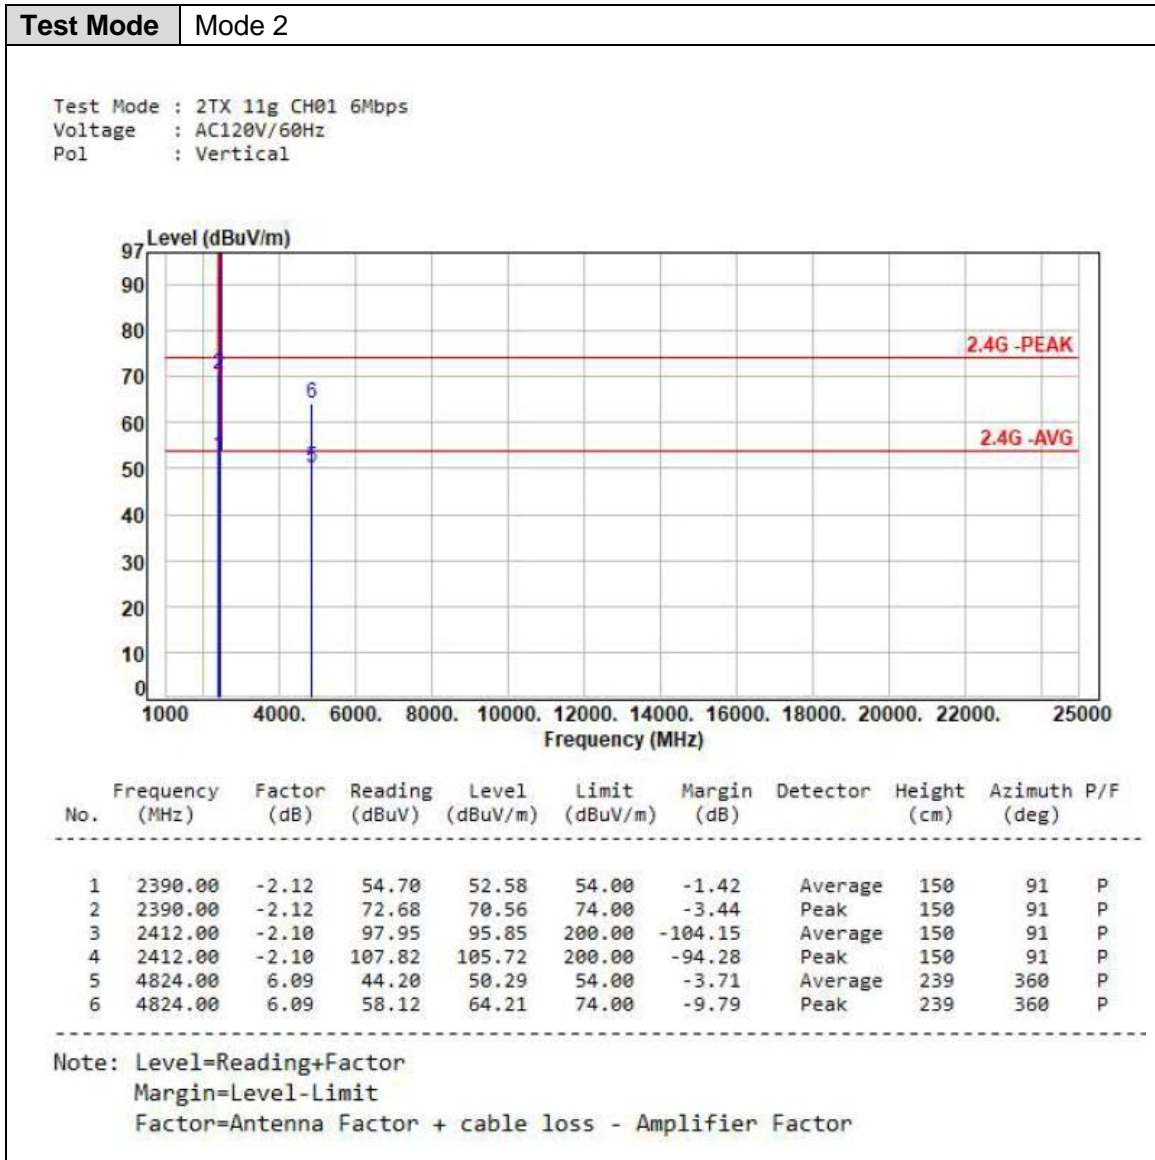 Test Mode Mode 2
Test Mode : 2TX 11g CH01 6Mbps
Voltage : AC120V/60Hz
Pol : Vertical
Level (dBuV/m)
97
90
80
70
60
50
40
30
20
10
0
2.4G -PEAK
2.4G -AVG
2
1
6
5
1000 4000. 6000. 8000. 10000. 12000. 14000. 16000. 18000. 20000. 22000. 25000
Frequency (MHz)
Frequency Factor Reading Level Limit Margin Detector Height Azimuth P/F
No. (MHz) (dB) (dBuV) (dBuV/m) (dBuV/m) (dB) (cm) (deg)
1 2390.00 -2.12 54.70 52.58 54.00 -1.42 Average 150 91 P
2 2390.00 -2.12 72.68 70.56 74.00 -3.44 Peak 150 91 P
3 2412.00 -2.10 97.95 95.85 200.00 -104.15 Average 150 91 P
4 2412.00 -2.10 107.82 105.72 200.00 -94.28 Peak 150 91 P
5 4824.00 6.09 44.20 50.29 54.00 -3.71 Average 239 360 P
6 4824.00 6.09 58.12 64.21 74.00 -9.79 Peak 239 360 P
Note: Level=Reading+Factor
Margin=Level-Limit
Factor=Antenna Factor + cable loss - Amplifier Factor